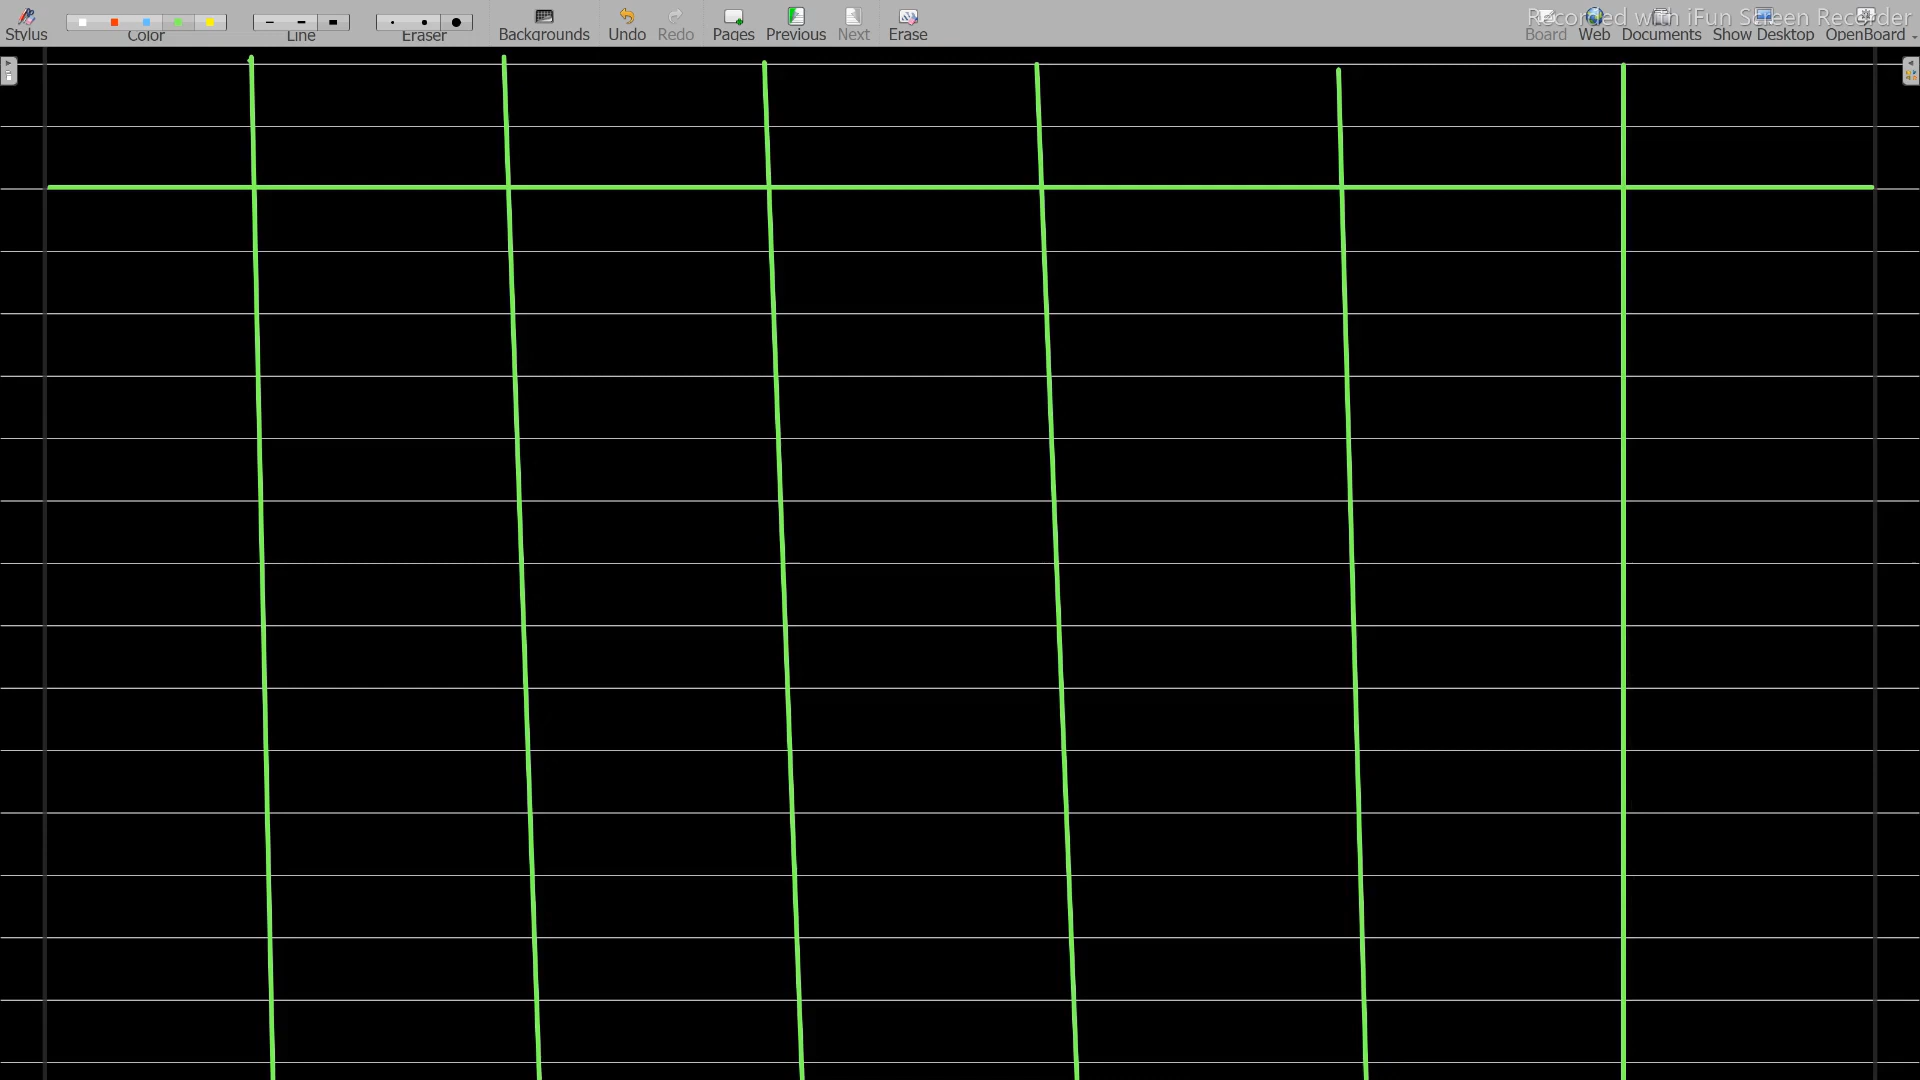 Recorded with iFun Screen Recorder
Stylus Color Line Eraser Backgrounds Undo Redo Pages Previous Next Erase Board Web Documents Show Desktop OpenBoard